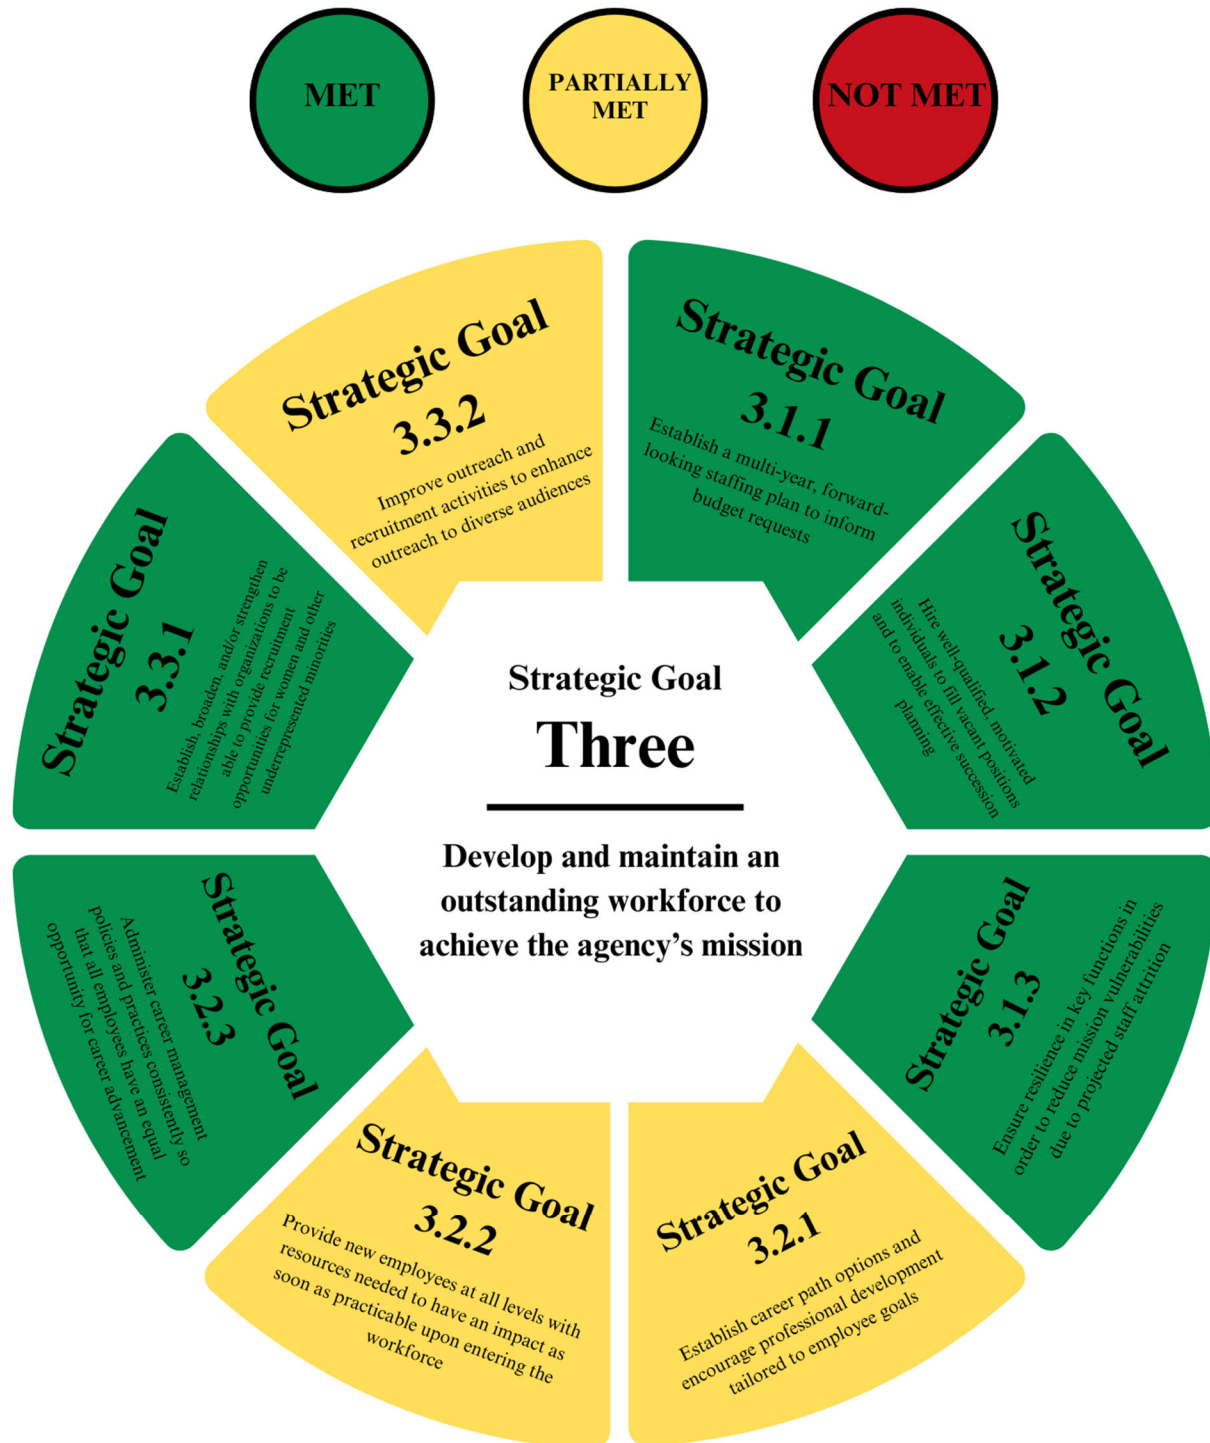 MET
PARTIALLY
MET
NOT MET
Strategic Goal
3.1.1
Establish a multi-year, forward-
looking staffing plan to inform
budget requests
Strategic Goal
3.1.2
Hire well-qualified, motivated
individuals to fill vacant positions
and to enable effective succession
planning
Strategic Goal
3.1.3
Ensure resilience in key functions in
order to reduce mission vulnerabilities
due to projected staff attrition
Strategic Goal
3.2.1
Establish career path options and
encourage professional development
tailored to employee goals
Strategic Goal
3.2.2
Provide new employees at all levels with
resources needed to have an impact as
soon as practicable upon entering the
workforce
Strategic Goal
3.2.3
Administer career management
policies and practices consistently so
that all employees have an equal
opportunity for career advancement
Strategic Goal
3.3.1
Establish, broaden, and/or strengthen
relationships with organizations to be
able to provide recruitment
opportunities for women and other
underrepresented minorities
Strategic Goal
3.3.2
Improve outreach and
recruitment activities to enhance
outreach to diverse audiences
Strategic Goal
Three
Develop and maintain an
outstanding workforce to
achieve the agency's mission